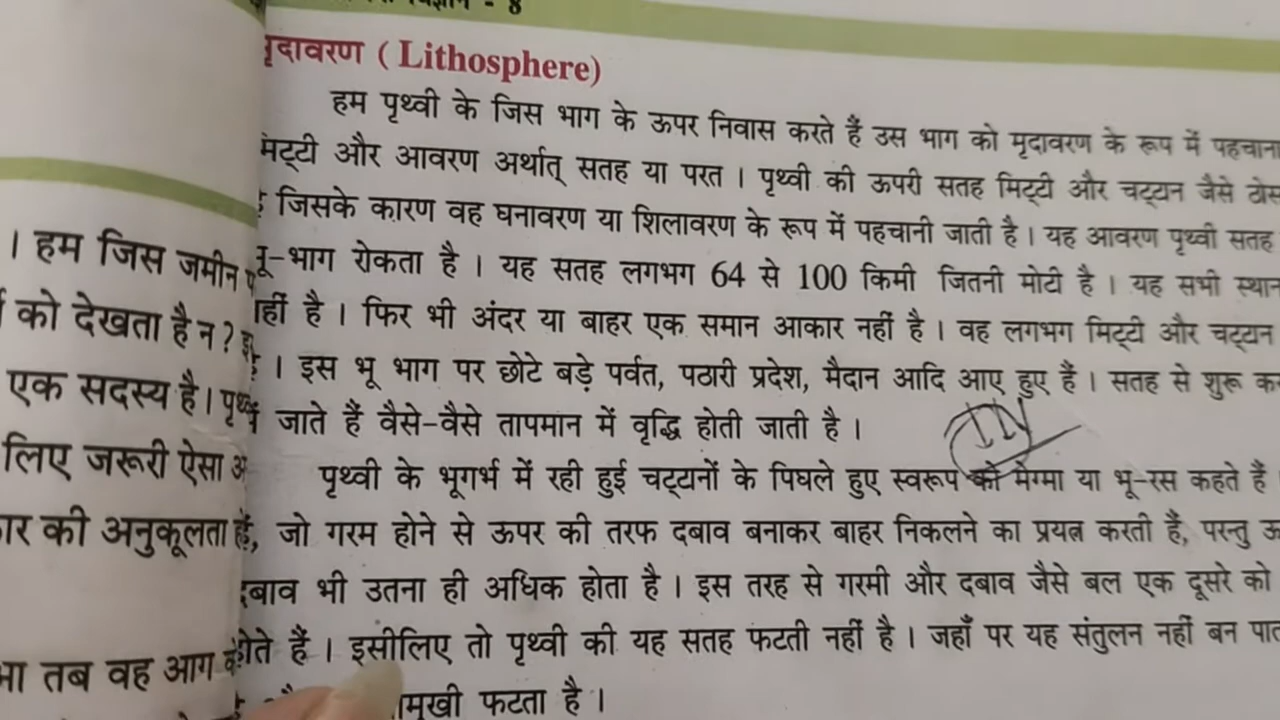 - 8
। हम जिस जमीन
को देखता है न ?
एक सदस्य है। पृथ्वी
लिए जरूरी ऐसा
की अनुकूलता
तब वह आग
मृदावरण ( Lithosphere)
हम पृथ्वी के जिस भाग के ऊपर निवास करते हैं उस भाग को मृदावरण के रूप में पहचाना
मिट्टी और आवरण अर्थात् सतह या परत । पृथ्वी की ऊपरी सतह मिट्टी और चट्टान जैसे ठोस
जिसके कारण वह घनावरण या शिलावरण के रूप में पहचानी जाती है । यह आवरण पृथ्वी सतह
भू-भाग रोकता है । यह सतह लगभग 64 से 100 किमी जितनी मोटी है । यह सभी स्थान
नहीं है । फिर भी अंदर या बाहर एक समान आकार नहीं है । वह लगभग मिट्टी और चट्टान
। इस भू भाग पर छोटे बड़े पर्वत, पठारी प्रदेश, मैदान आदि आए हुए हैं । सतह से शुरू
जाते हैं वैसे-वैसे तापमान में वृद्धि होती जाती है ।
IN
पृथ्वी के भूगर्भ में रही हुई चट्टानों के पिघले हुए स्वरूप को मेग्मा या भू-रस कहते हैं
जो गरम होने से ऊपर की तरफ दबाव बनाकर बाहर निकलने का प्रयत्न करती हैं, परन्तु
दबाव भी उतना ही अधिक होता है । इस तरह से गरमी और दबाव जैसे बल एक दूसरे को
होते हैं । इसीलिए तो पृथ्वी की यह सतह फटती नहीं है । जहाँ पर यह संतुलन नहीं बन
फटता है ।